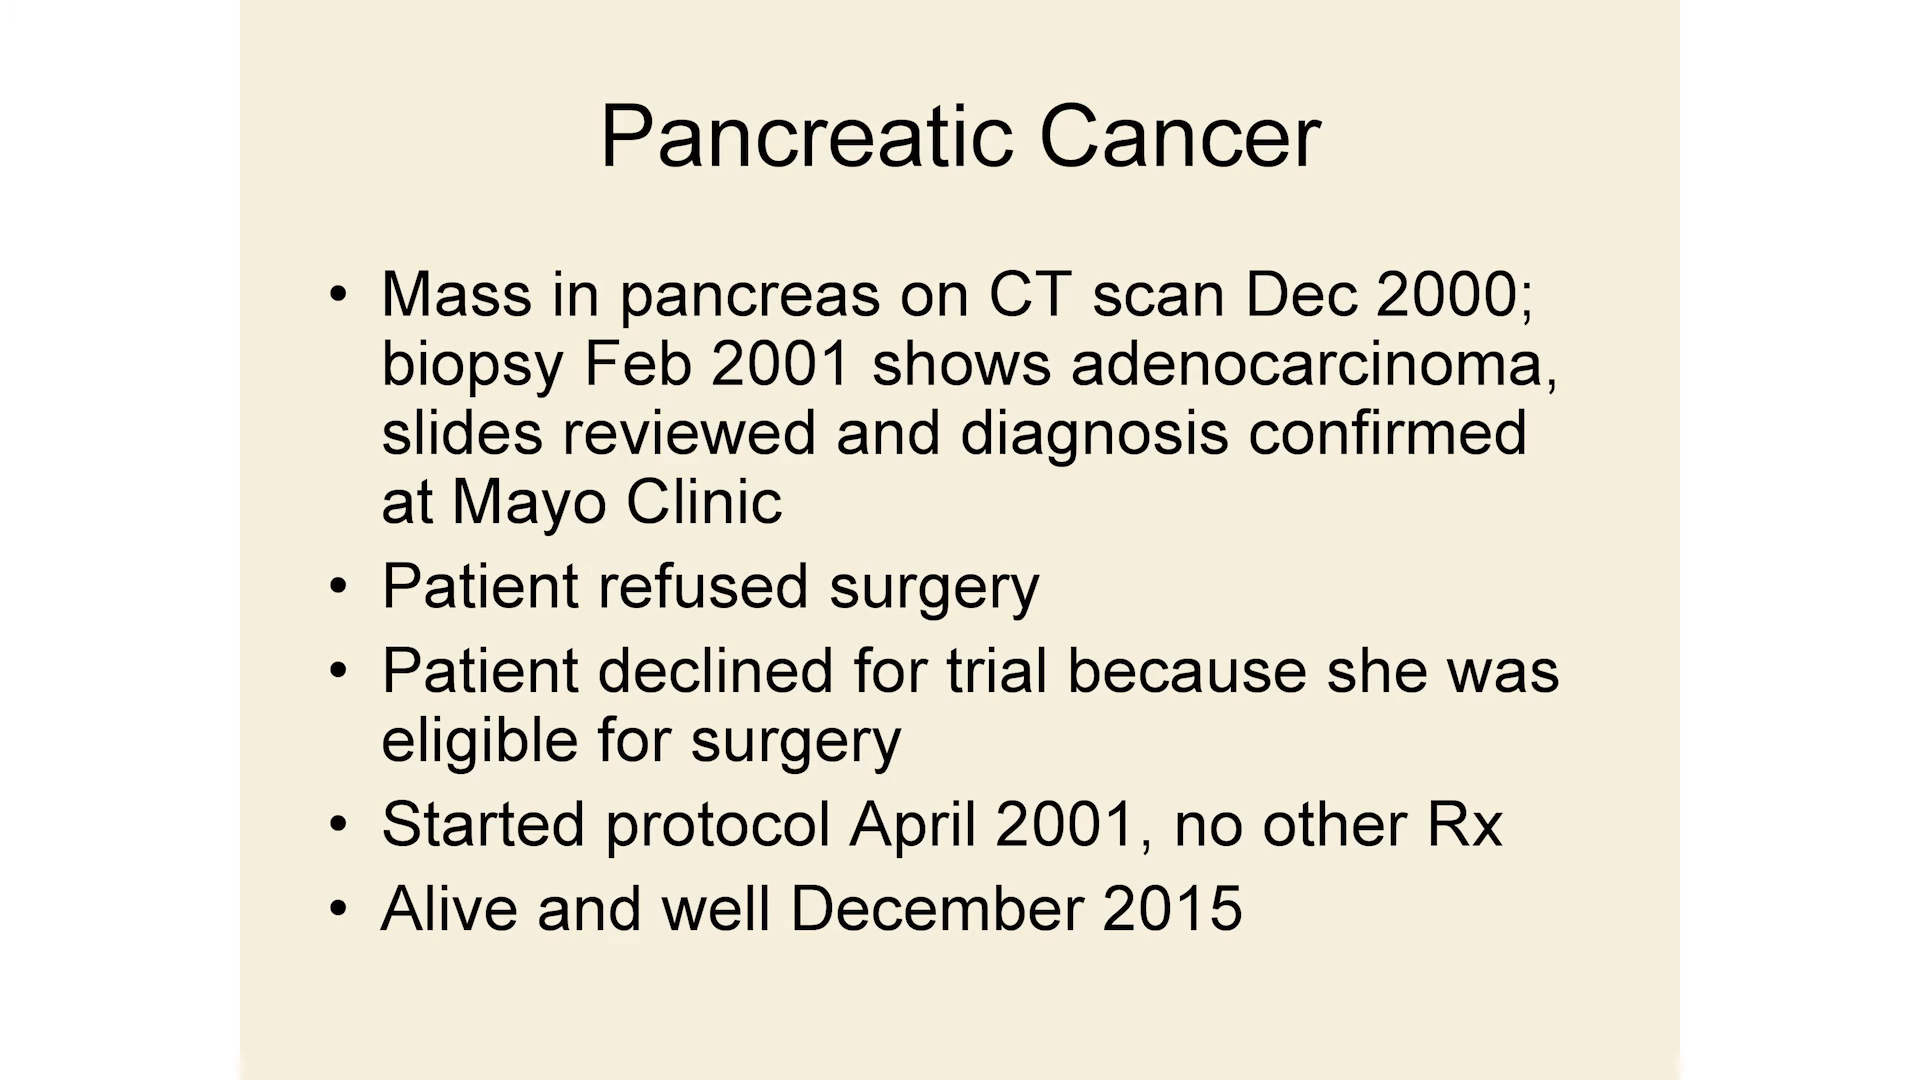 Pancreatic Cancer
• Mass in pancreas on CT scan Dec 2000;
biopsy Feb 2001 shows adenocarcinoma,
slides reviewed and diagnosis confirmed
at Mayo Clinic
• Patient refused surgery
• Patient declined for trial because she was
eligible for surgery
• Started protocol April 2001, no other Rx
• Alive and well December 2015